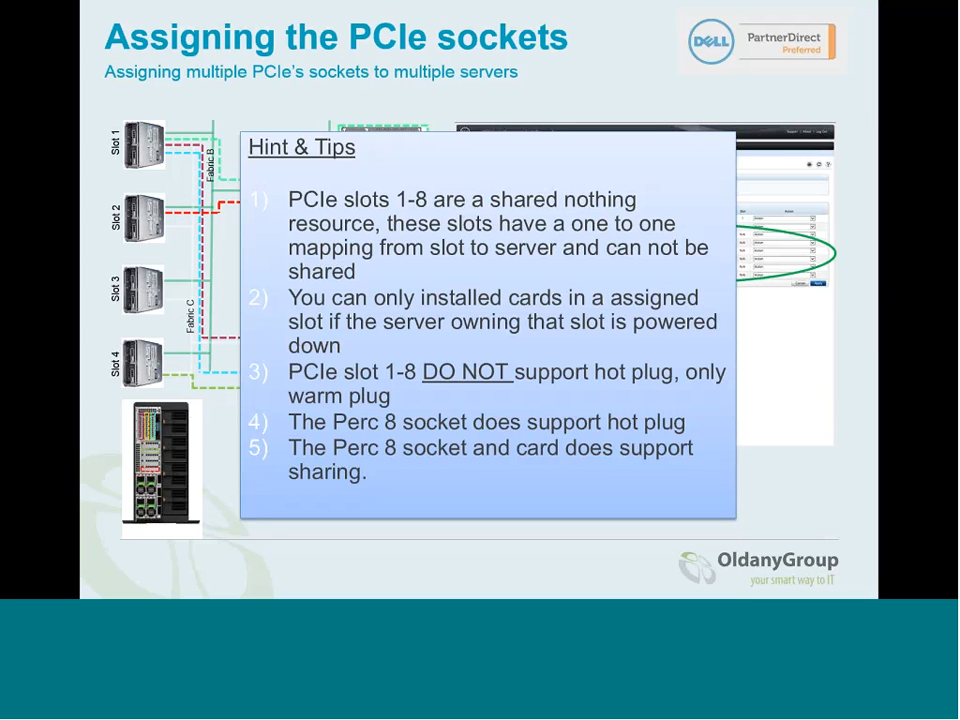 Assigning the PCIe sockets
Assigning multiple PCIe's sockets to multiple servers
DELL
PartnerDirect
Preferred
Slot 1
Slot 2
Slot 3
Slot 4
Fabric B
Fabric C
Hint & Tips
1) PCIe slots 1-8 are a shared nothing
resource, these slots have a one to one
mapping from slot to server and can not be
shared
2) You can only installed cards in a assigned
slot if the server owning that slot is powered
down
3) PCIe slot 1-8 DO NOT support hot plug, only
warm plug
4) The Perc 8 socket does support hot plug
5) The Perc 8 socket and card does support
sharing.
OldanyGroup
your smart way to IT